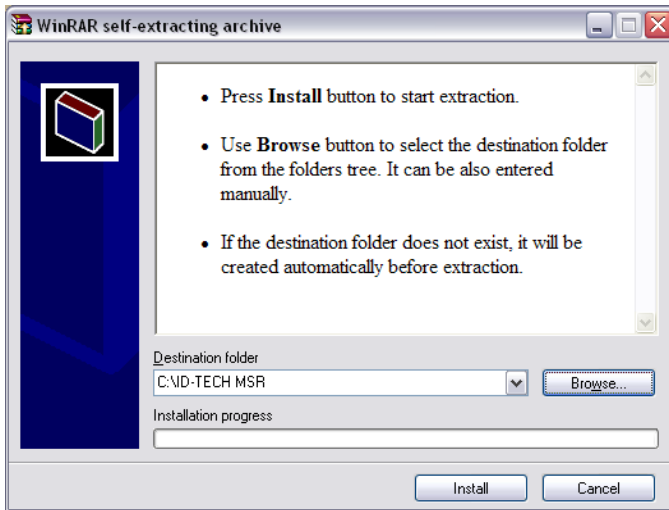 WinRAR self-extracting archive
• Press Install button to start extraction.
• Use Browse button to select the destination folder
from the folders tree. It can be also entered
manually.
• If the destination folder does not exist, it will be
created automatically before extraction.
Destination folder
C:\ID-TECH MSR
Browse...
Installation progress
Install
Cancel